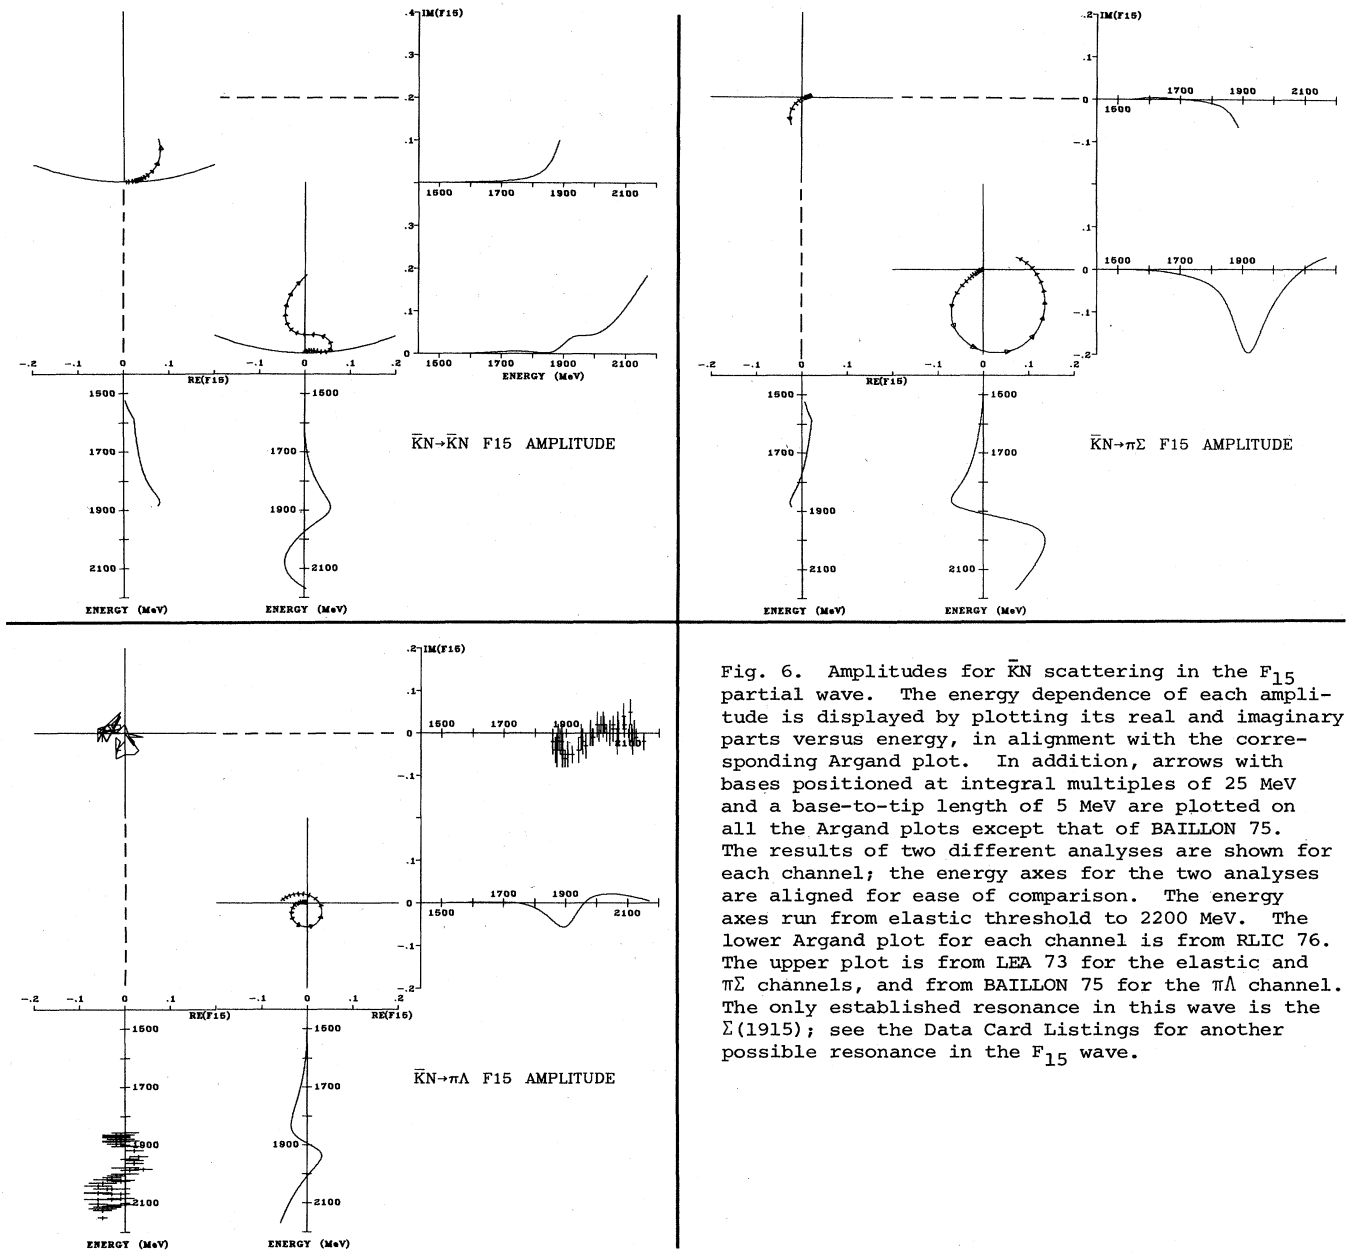 .4 IM(F15)
.3
.2
.1
0
1500 1700 1900 2100
.3
.2
.1
0
1500 1700 1900 2100
ENERGY (MeV)
-.2 -.1 0 .1 -.1 0 .1 .2
RE(F15)
1500 1500
1700 1700
1900 1900
2100 2100
ENERGY (MeV) ENERGY (MeV)
K̄N→K̄N F15 AMPLITUDE
.2 IM(F15)
.1
0
-.1
1500 1700 1900 2100
.1
0
-.1
-.2
1500 1700 1900
-.2 -.1 0 .1 -.1 0 .1 .2
RE(F15)
1500 1500
1700 1700
1900
2100 2100
ENERGY (MeV) ENERGY (MeV)
K̄N→πΣ F15 AMPLITUDE
.2 IM(F15)
.1
0
-.1
1500 1700 1900 2100
.1
0
-.1
-.2
1500 1700 1900 2100
-.2 -.1 0 .1 -.1 0 .1 .2
RE(F15) RE(F15)
1500 1500
1700 1700
1900 1900
2100 2100
ENERGY (MeV) ENERGY (MeV)
K̄N→πΛ F15 AMPLITUDE
Fig. 6. Amplitudes for K̄N scattering in the F15
partial wave. The energy dependence of each ampli-
tude is displayed by plotting its real and imaginary
parts versus energy, in alignment with the corre-
sponding Argand plot. In addition, arrows with
bases positioned at integral multiples of 25 MeV
and a base-to-tip length of 5 MeV are plotted on
all the Argand plots except that of BAILLON 75.
The results of two different analyses are shown for
each channel; the energy axes for the two analyses
are aligned for ease of comparison. The energy
axes run from elastic threshold to 2200 MeV. The
lower Argand plot for each channel is from RLIC 76.
The upper plot is from LEA 73 for the elastic and
πΣ channels, and from BAILLON 75 for the πΛ channel.
The only established resonance in this wave is the
Σ(1915); see the Data Card Listings for another
possible resonance in the F15 wave.